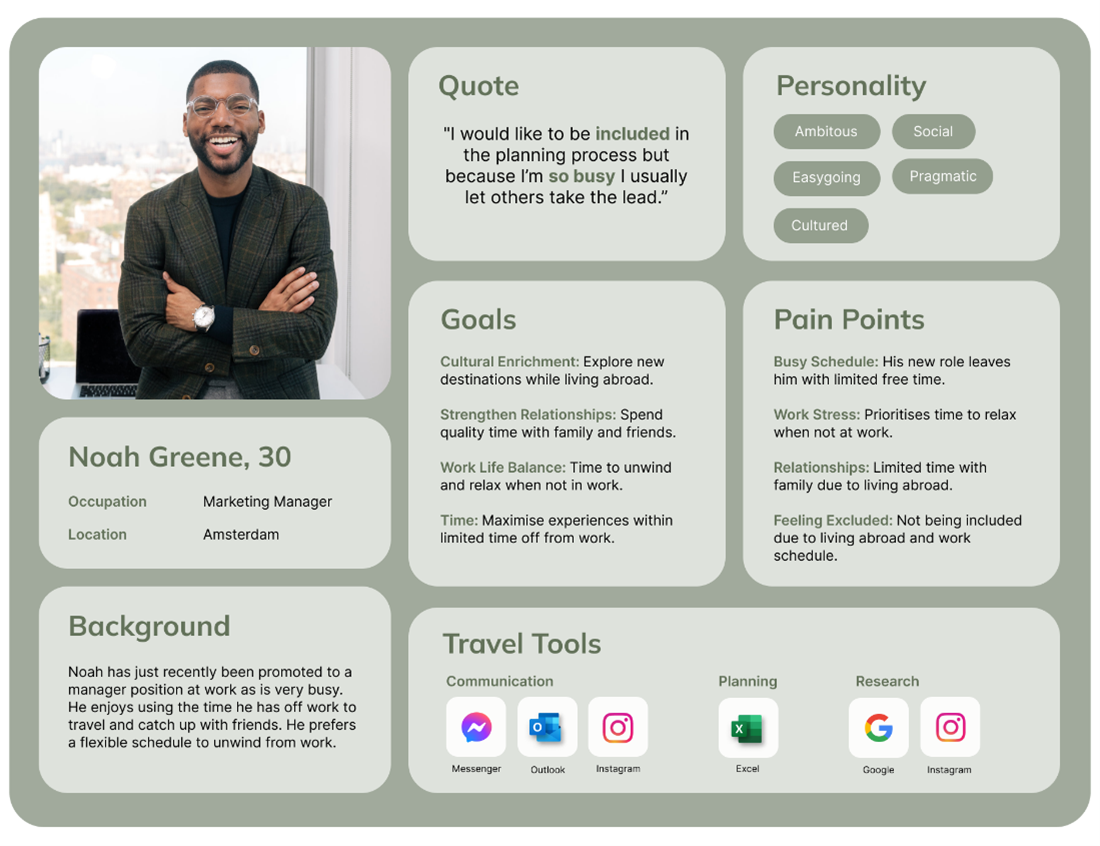 Quote
"I would like to be included in
the planning process but
because I'm so busy I usually
let others take the lead."
Personality
Ambitous
Social
Easygoing
Pragmatic
Cultured
Noah Greene, 30
Occupation Marketing Manager
Location Amsterdam
Background
Noah has just recently been promoted to a
manager position at work as is very busy.
He enjoys using the time he has off work to
travel and catch up with friends. He prefers
a flexible schedule to unwind from work.
Goals
Cultural Enrichment: Explore new
destinations while living abroad.
Strengthen Relationships: Spend
quality time with family and friends.
Work Life Balance: Time to unwind
and relax when not in work.
Time: Maximise experiences within
limited time off from work.
Pain Points
Busy Schedule: His new role leaves
him with limited free time.
Work Stress: Prioritises time to relax
when not at work.
Relationships: Limited time with
family due to living abroad.
Feeling Excluded: Not being included
due to living abroad and work
schedule.
Travel Tools
Communication
Messenger
Outlook
Instagram
Planning
Excel
Research
Google
Instagram